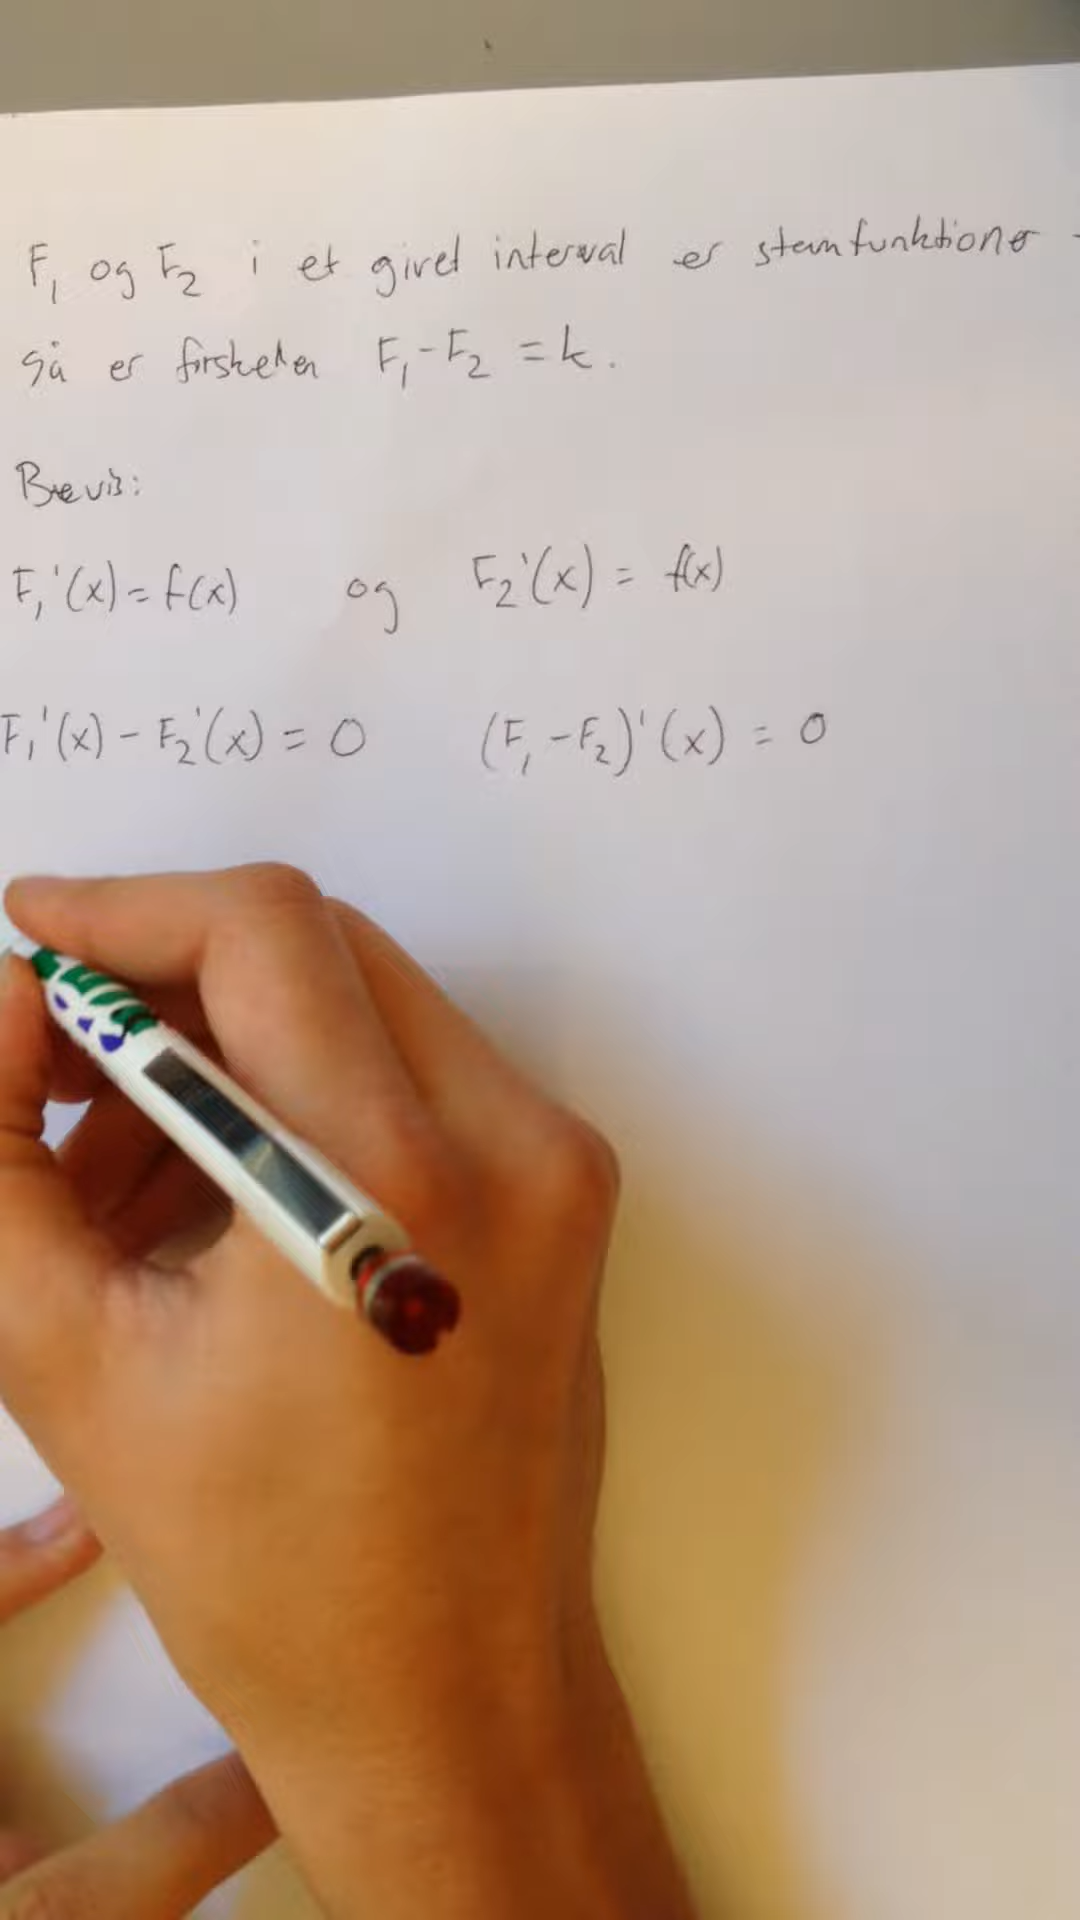 F₁ og F₂ i et givet interval er stamfunktioner
så er forskellen F₁-F₂ = k.
Bevis:
F₁'(x) = f(x) og F₂'(x) = f(x)
F₁'(x) - F₂'(x) = 0 (F₁-F₂)'(x) = 0